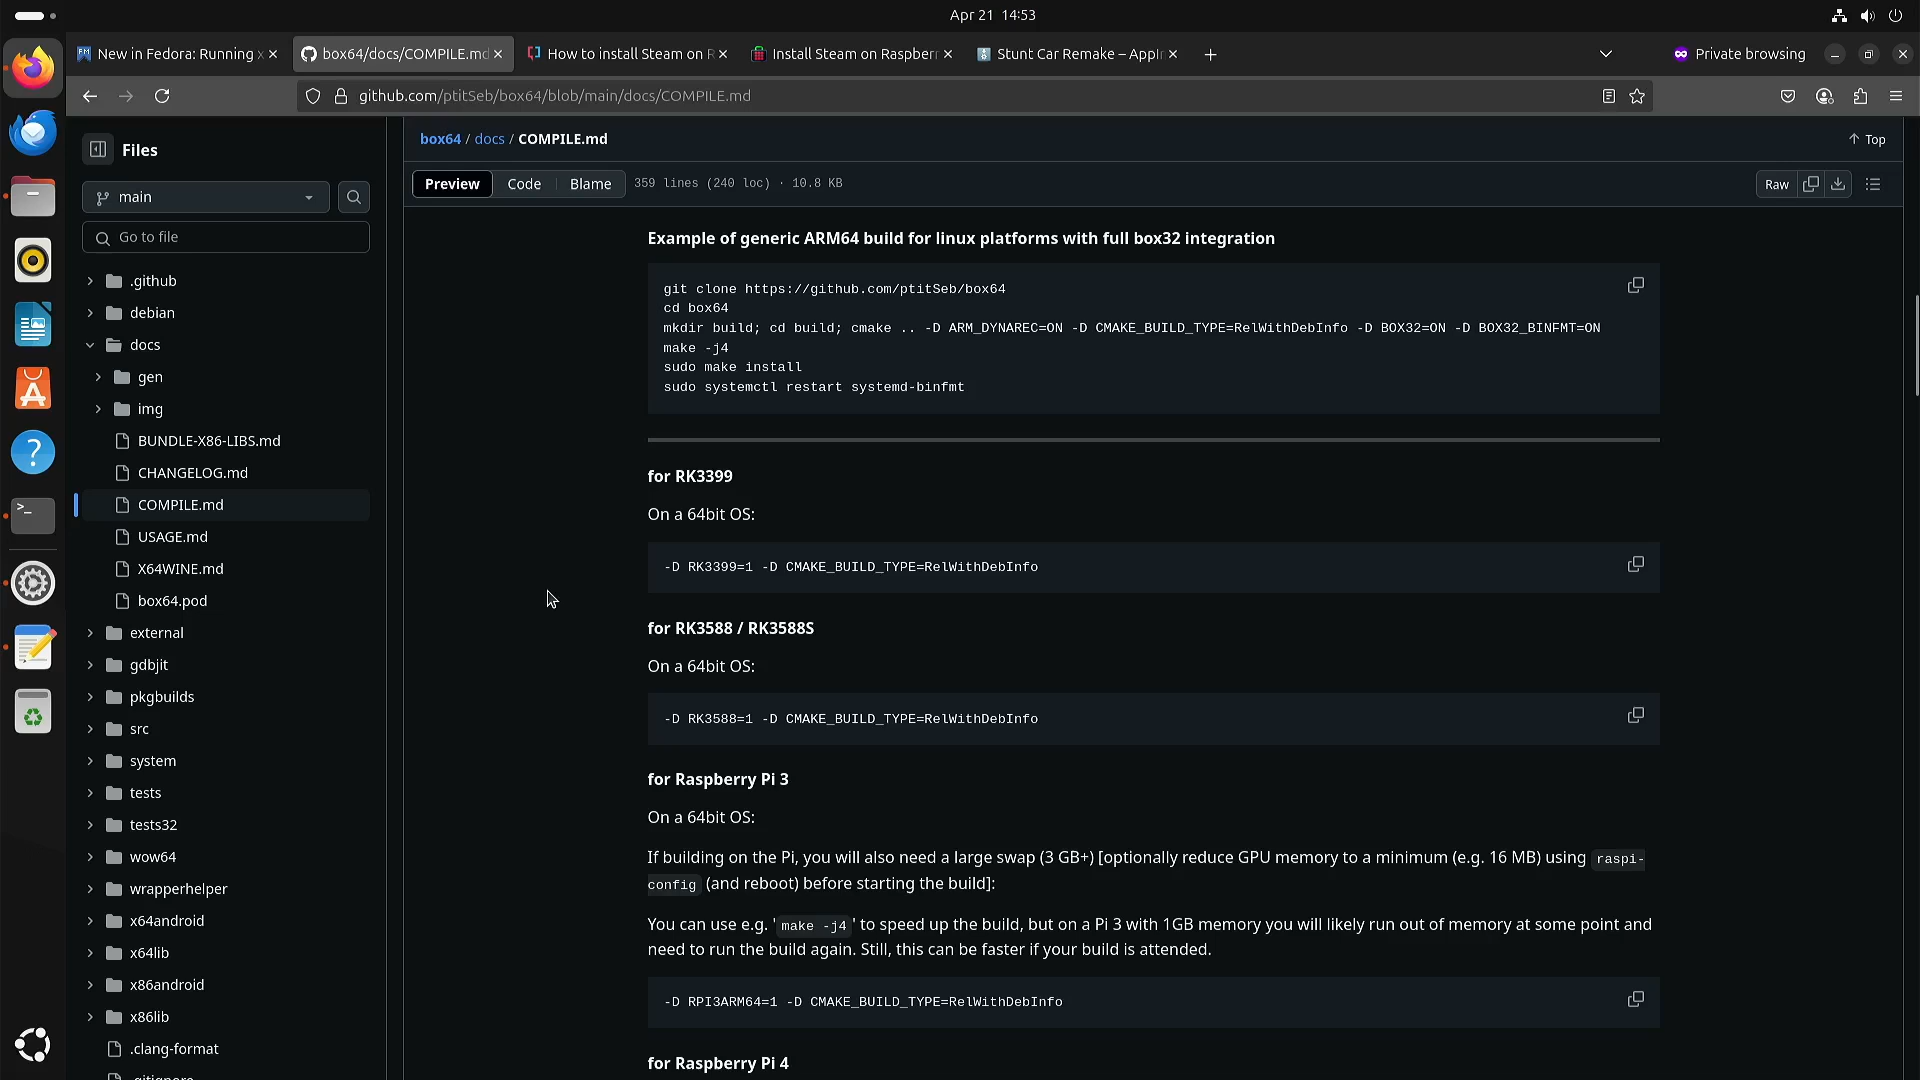 Apr 21 14:53
New in Fedora: Running x
box64/docs/COMPILE.md
How to install Steam on R
Install Steam on Raspberr
Stunt Car Remake – AppI
Private browsing
github.com/ptitSeb/box64/blob/main/docs/COMPILE.md
Files
main
Go to file
.github
debian
docs
gen
img
BUNDLE-X86-LIBS.md
CHANGELOG.md
COMPILE.md
USAGE.md
X64WINE.md
box64.pod
external
gdbjit
pkgbuilds
src
system
tests
tests32
wow64
wrapperhelper
x64android
x64lib
x86android
x86lib
.clang-format
.gitignore
box64 / docs / COMPILE.md
Top
Preview Code Blame 359 lines (240 loc) · 10.8 KB
Raw
Example of generic ARM64 build for linux platforms with full box32 integration
git clone https://github.com/ptitSeb/box64
cd box64
mkdir build; cd build; cmake .. -D ARM_DYNAREC=ON -D CMAKE_BUILD_TYPE=RelWithDebInfo -D BOX32=ON -D BOX32_BINFMT=ON
make -j4
sudo make install
sudo systemctl restart systemd-binfmt
for RK3399
On a 64bit OS:
-D RK3399=1 -D CMAKE_BUILD_TYPE=RelWithDebInfo
for RK3588 / RK3588S
On a 64bit OS:
-D RK3588=1 -D CMAKE_BUILD_TYPE=RelWithDebInfo
for Raspberry Pi 3
On a 64bit OS:
If building on the Pi, you will also need a large swap (3 GB+) [optionally reduce GPU memory to a minimum (e.g. 16 MB) using raspi-
config (and reboot) before starting the build]:
You can use e.g. 'make -j4' to speed up the build, but on a Pi 3 with 1GB memory you will likely run out of memory at some point and
need to run the build again. Still, this can be faster if your build is attended.
-D RPI3ARM64=1 -D CMAKE_BUILD_TYPE=RelWithDebInfo
for Raspberry Pi 4